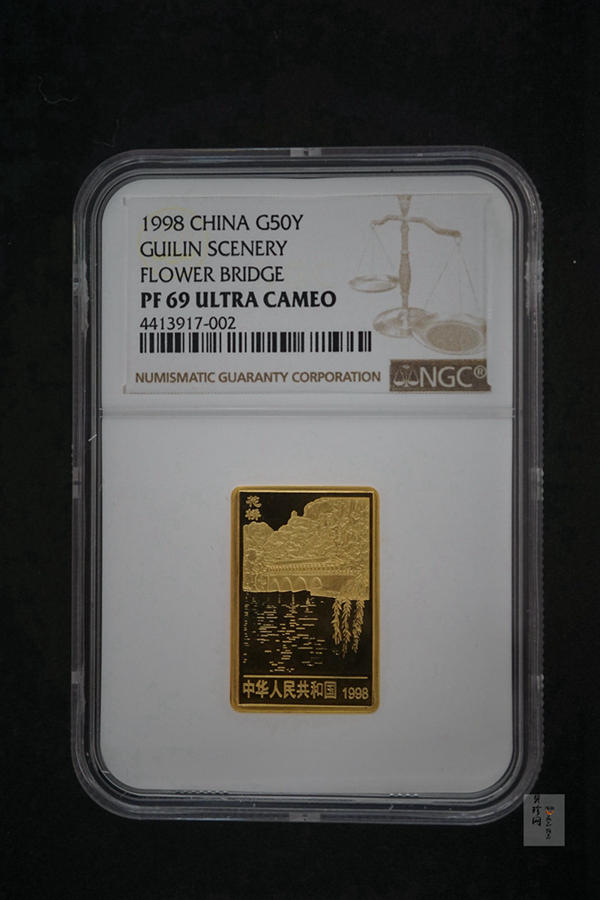 1998 CHINA G50Y
GUILIN SCENERY
FLOWER BRIDGE
PF 69 ULTRA CAMEO
4413917-002
NUMISMATIC GUARANTY CORPORATION
NGC®
花桥
中华人民共和国 1998